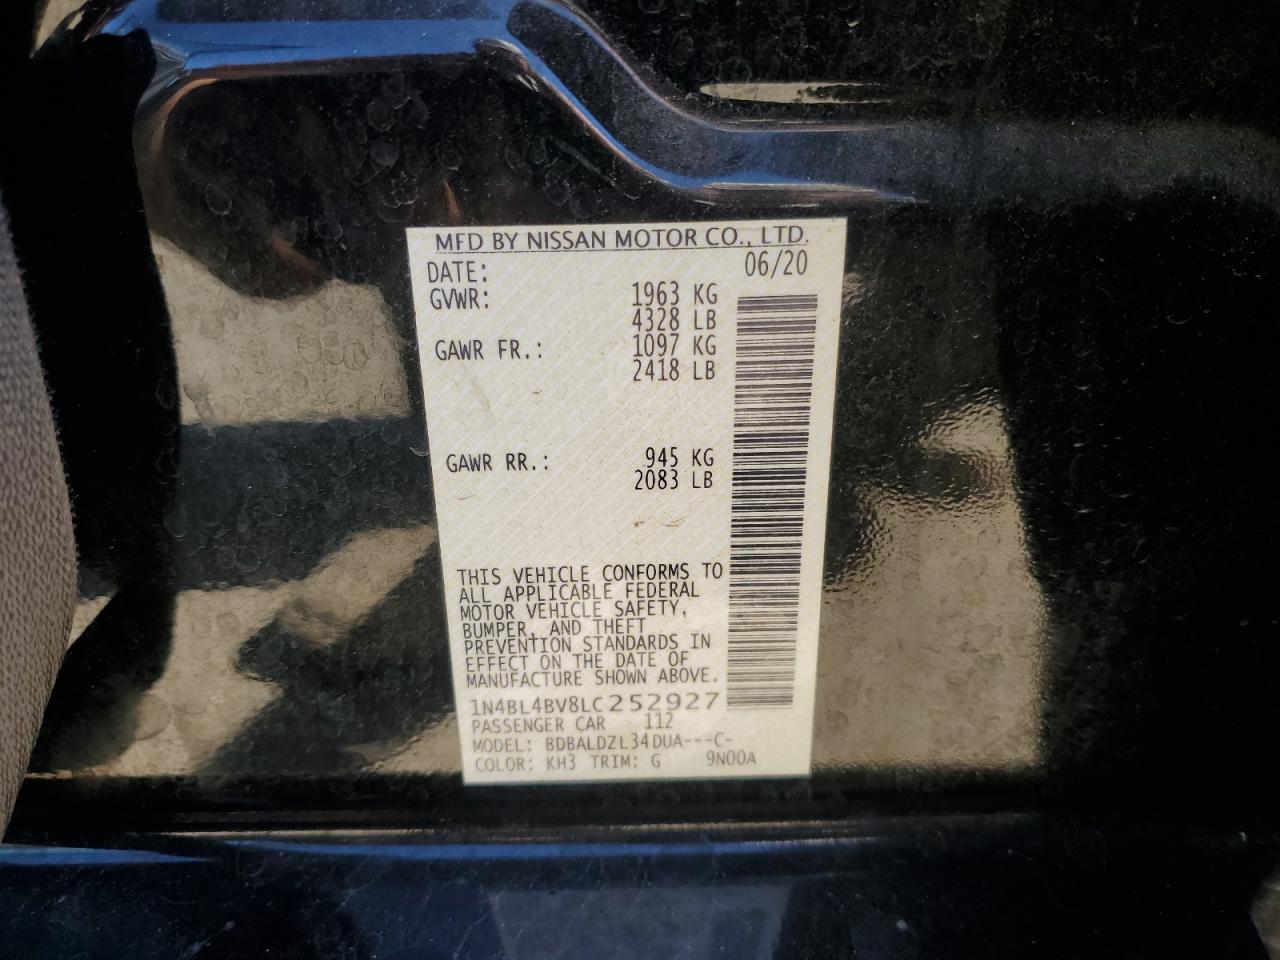 MFD BY NISSAN MOTOR CO., LTD.
DATE: 06/20
GVWR: 1963 KG
4328 LB
GAWR FR.: 1097 KG
2418 LB
GAWR RR.: 945 KG
2083 LB
THIS VEHICLE CONFORMS TO
ALL APPLICABLE FEDERAL
MOTOR VEHICLE SAFETY,
BUMPER, AND THEFT
PREVENTION STANDARDS IN
EFFECT ON THE DATE OF
MANUFACTURE SHOWN ABOVE.
1N4BL4BV8LC252927
PASSENGER CAR 112
MODEL: BDBALDZL34DUA---C-
COLOR: KH3 TRIM: G 9N00A